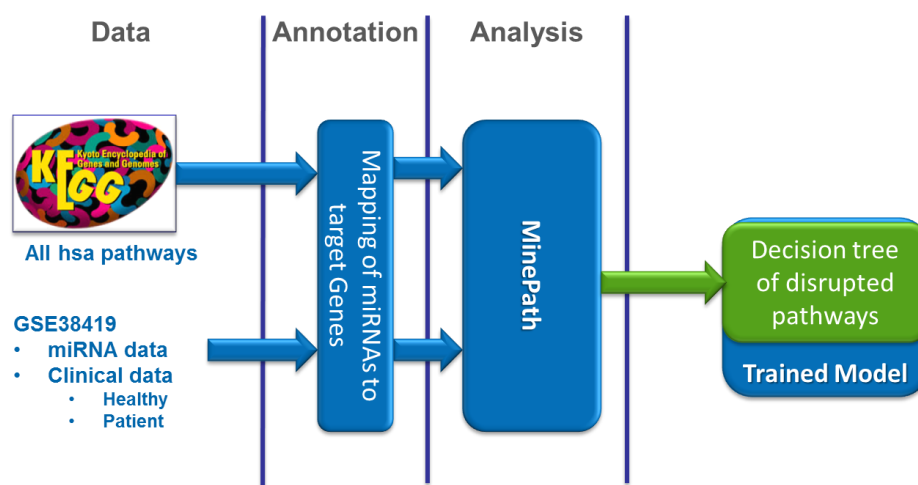 Data
Annotation
Analysis
KEGG
Kyoto Encyclopedia of
Genes and Genomes
All hsa pathways
GSE38419
• miRNA data
• Clinical data
• Healthy
• Patient
Mapping of miRNAs to
target Genes
MinePath
Decision tree
of disrupted
pathways
Trained Model